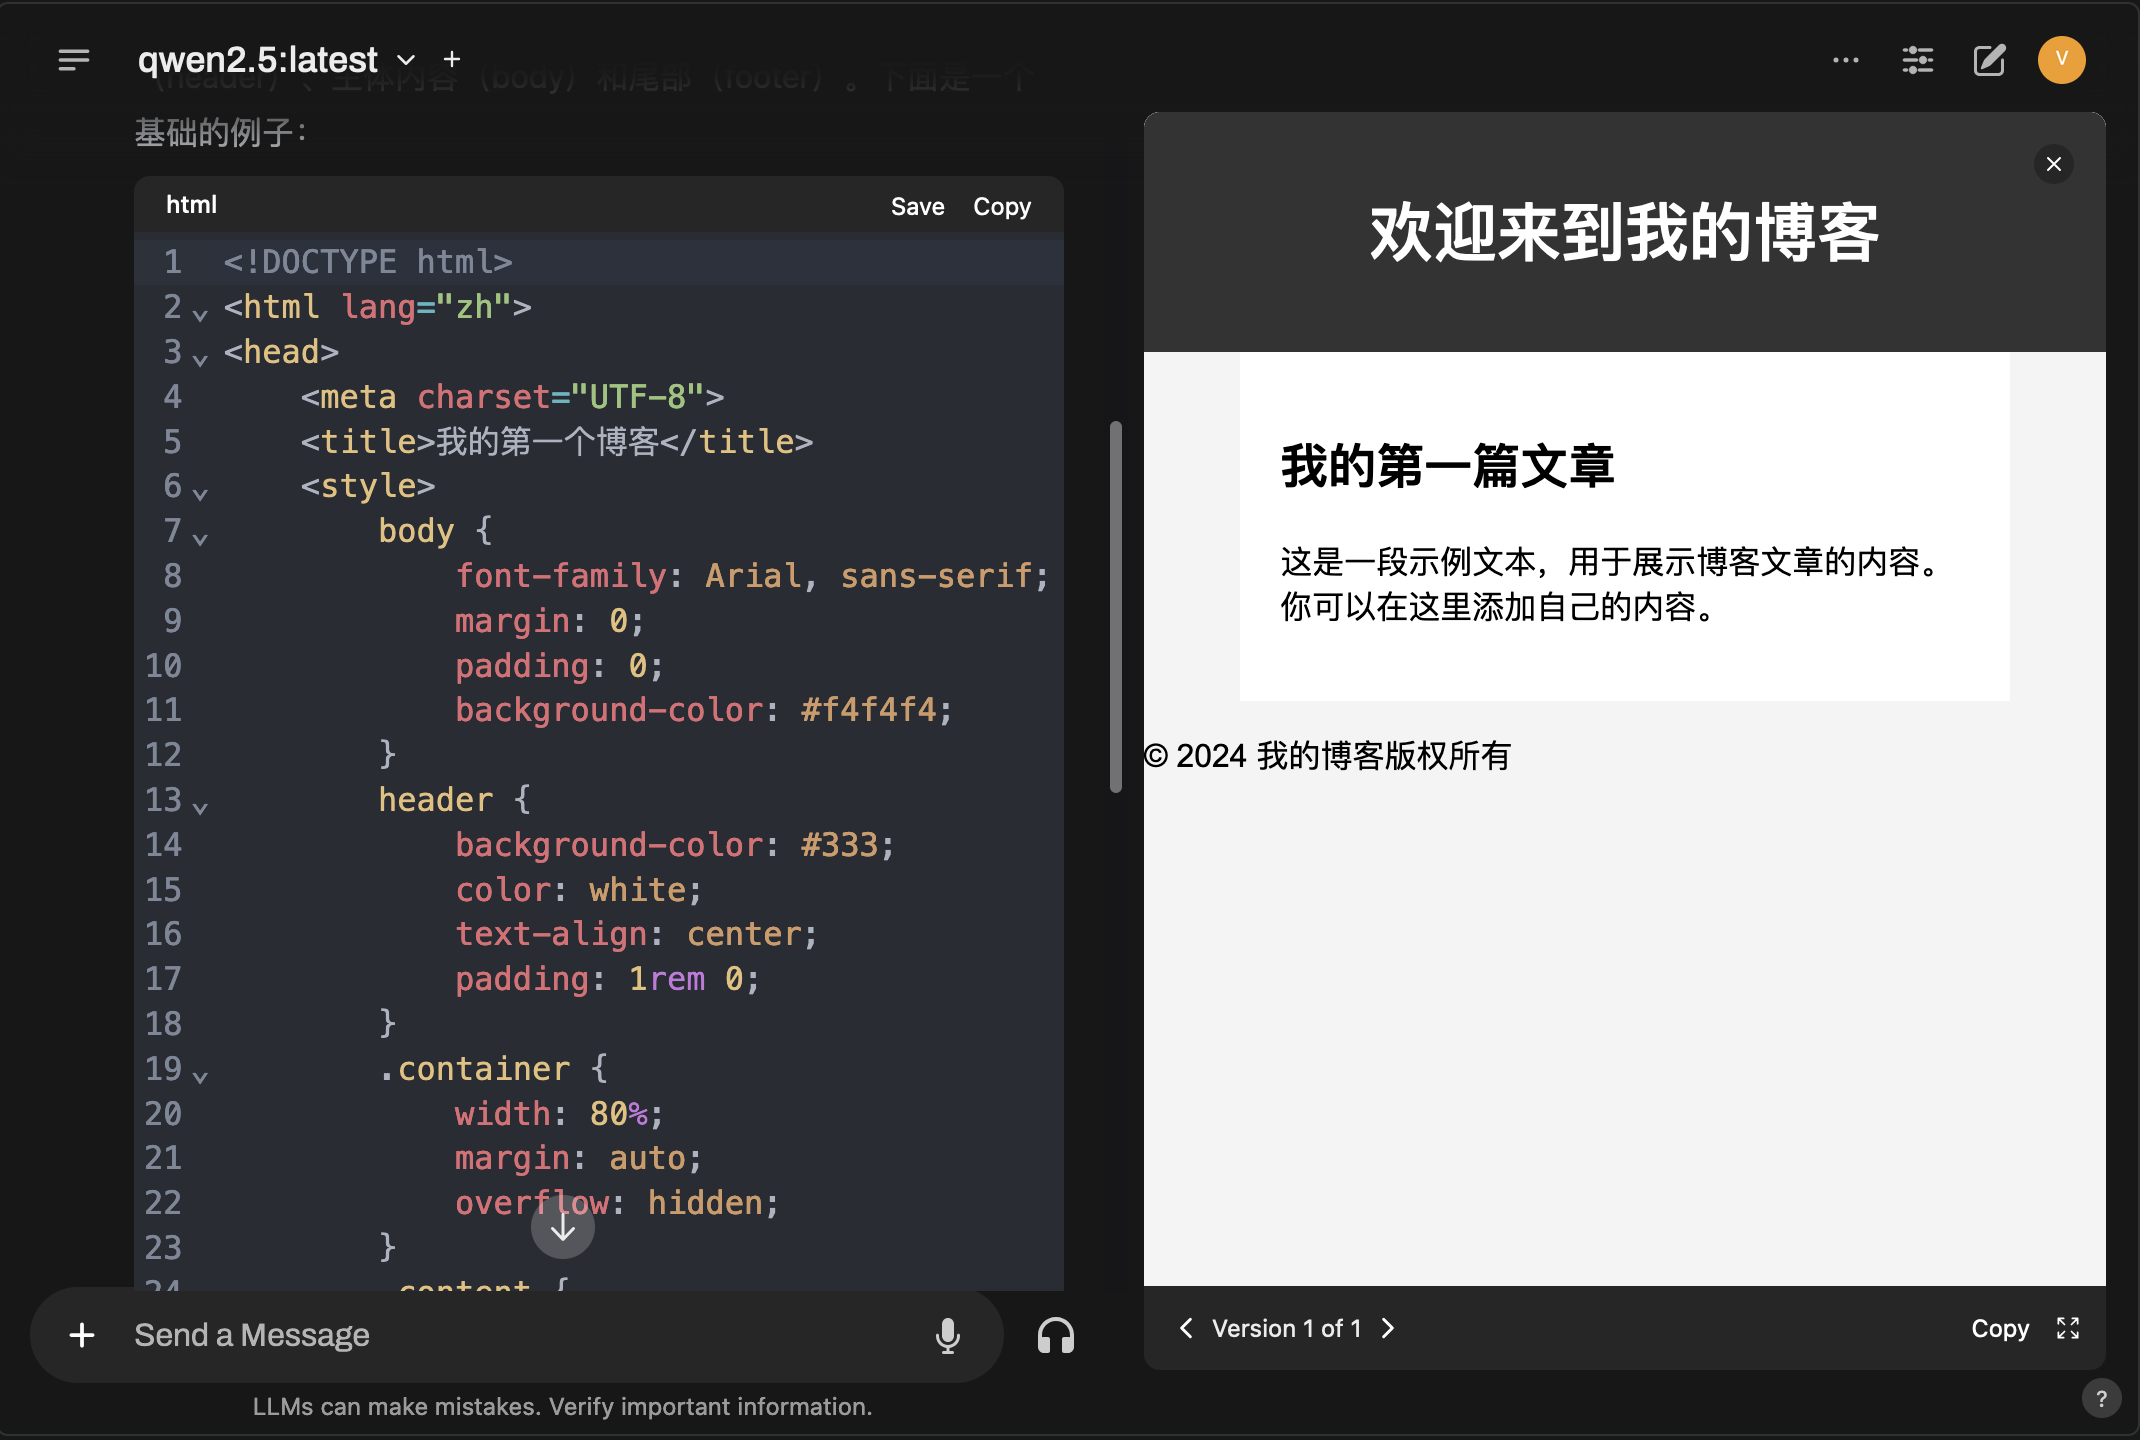 qwen2.5:latest
(header)、主体内容(body)和尾部(footer)。下面是一个
基础的例子:
html
Save Copy
1 <!DOCTYPE html>
2 <html lang="zh">
3 <head>
4     <meta charset="UTF-8">
5     <title>我的第一个博客</title>
6     <style>
7         body {
8             font-family: Arial, sans-serif;
9             margin: 0;
10             padding: 0;
11             background-color: #f4f4f4;
12         }
13         header {
14             background-color: #333;
15             color: white;
16             text-align: center;
17             padding: 1rem 0;
18         }
19         .container {
20             width: 80%;
21             margin: auto;
22             overflow: hidden;
23         }
24         .content {
Send a Message
LLMs can make mistakes. Verify important information.
V
欢迎来到我的博客
我的第一篇文章
这是一段示例文本，用于展示博客文章的内容。
你可以在这里添加自己的内容。
© 2024 我的博客版权所有
Version 1 of 1
Copy
?